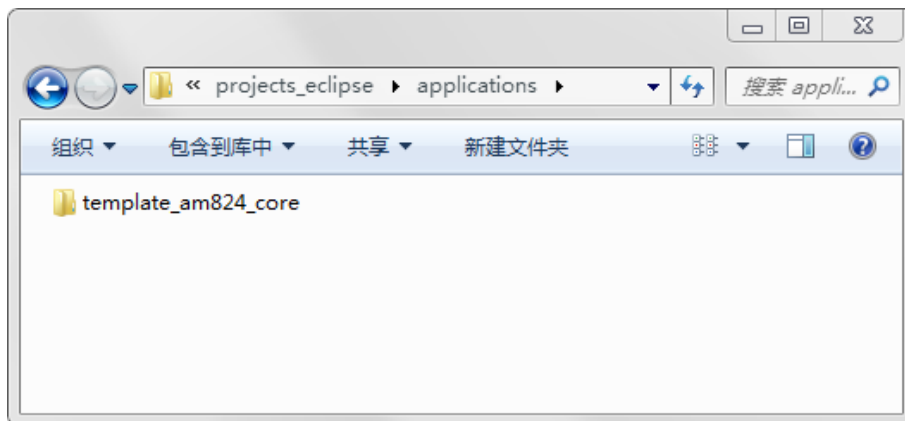 « projects_eclipse ▸ applications ▸ 搜索 appli...
组织 包含到库中 共享 新建文件夹
template_am824_core